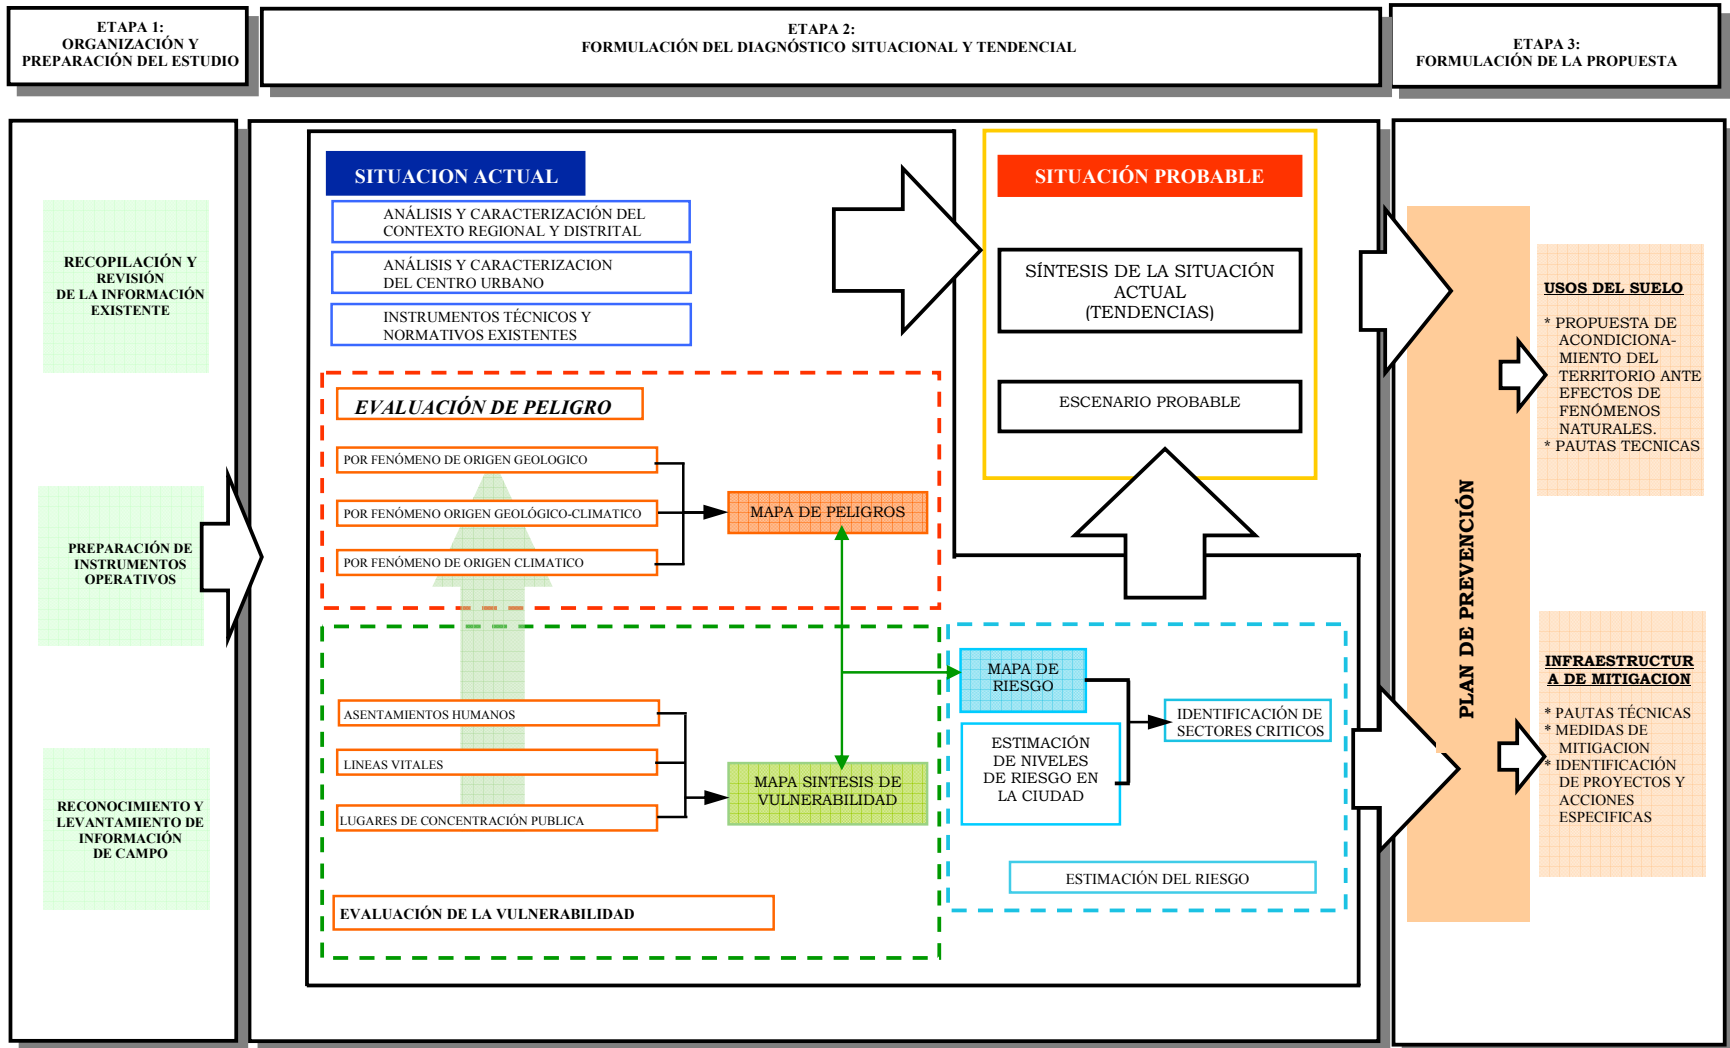 ETAPA 1:
ORGANIZACIÓN Y
PREPARACIÓN DEL ESTUDIO
ETAPA 2:
FORMULACIÓN DEL DIAGNÓSTICO SITUACIONAL Y TENDENCIAL
ETAPA 3:
FORMULACIÓN DE LA PROPUESTA
RECOPILACIÓN Y
REVISIÓN
DE LA INFORMACIÓN
EXISTENTE
PREPARACIÓN DE
INSTRUMENTOS
OPERATIVOS
RECONOCIMIENTO Y
LEVANTAMIENTO DE
INFORMACIÓN
DE CAMPO
SITUACION ACTUAL
ANÁLISIS Y CARACTERIZACIÓN DEL
CONTEXTO REGIONAL Y DISTRITAL
ANÁLISIS Y CARACTERIZACION
DEL CENTRO URBANO
INSTRUMENTOS TÉCNICOS Y
NORMATIVOS EXISTENTES
EVALUACIÓN DE PELIGRO
POR FENÓMENO DE ORIGEN GEOLOGICO
POR FENÓMENO ORIGEN GEOLÓGICO-CLIMATICO
POR FENÓMENO DE ORIGEN CLIMATICO
MAPA DE PELIGROS
ASENTAMIENTOS HUMANOS
LINEAS VITALES
LUGARES DE CONCENTRACIÓN PUBLICA
MAPA SINTESIS DE
VULNERABILIDAD
EVALUACIÓN DE LA VULNERABILIDAD
SITUACIÓN PROBABLE
SÍNTESIS DE LA SITUACIÓN
ACTUAL
(TENDENCIAS)
ESCENARIO PROBABLE
MAPA DE
RIESGO
ESTIMACIÓN
DE NIVELES
DE RIESGO EN
LA CIUDAD
IDENTIFICACIÓN DE
SECTORES CRITICOS
ESTIMACIÓN DEL RIESGO
PLAN DE PREVENCIÓN
USOS DEL SUELO
* PROPUESTA DE
ACONDICIONA-
MIENTO DEL
TERRITORIO ANTE
EFECTOS DE
FENÓMENOS
NATURALES.
* PAUTAS TECNICAS
INFRAESTRUCTUR
A DE MITIGACION
* PAUTAS TÉCNICAS
* MEDIDAS DE
MITIGACION
* IDENTIFICACIÓN
DE PROYECTOS Y
ACCIONES
ESPECIFICAS